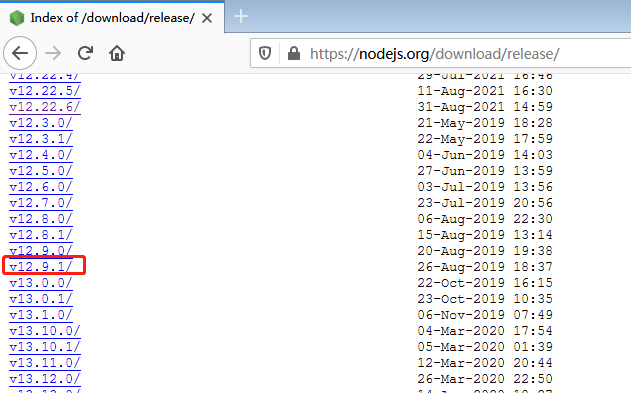 Index of /download/release/
https://nodejs.org/download/release/
v12.22.4/ 29-Jul-2021 16:46
v12.22.5/ 11-Aug-2021 16:30
v12.22.6/ 31-Aug-2021 14:59
v12.3.0/ 21-May-2019 18:28
v12.3.1/ 22-May-2019 17:59
v12.4.0/ 04-Jun-2019 14:03
v12.5.0/ 27-Jun-2019 13:59
v12.6.0/ 03-Jul-2019 13:56
v12.7.0/ 23-Jul-2019 20:56
v12.8.0/ 06-Aug-2019 22:30
v12.8.1/ 15-Aug-2019 13:14
v12.9.0/ 20-Aug-2019 19:38
v12.9.1/ 26-Aug-2019 18:37
v13.0.0/ 22-Oct-2019 16:15
v13.0.1/ 23-Oct-2019 10:35
v13.1.0/ 06-Nov-2019 07:49
v13.10.0/ 04-Mar-2020 17:54
v13.10.1/ 05-Mar-2020 01:39
v13.11.0/ 12-Mar-2020 20:44
v13.12.0/ 26-Mar-2020 22:50